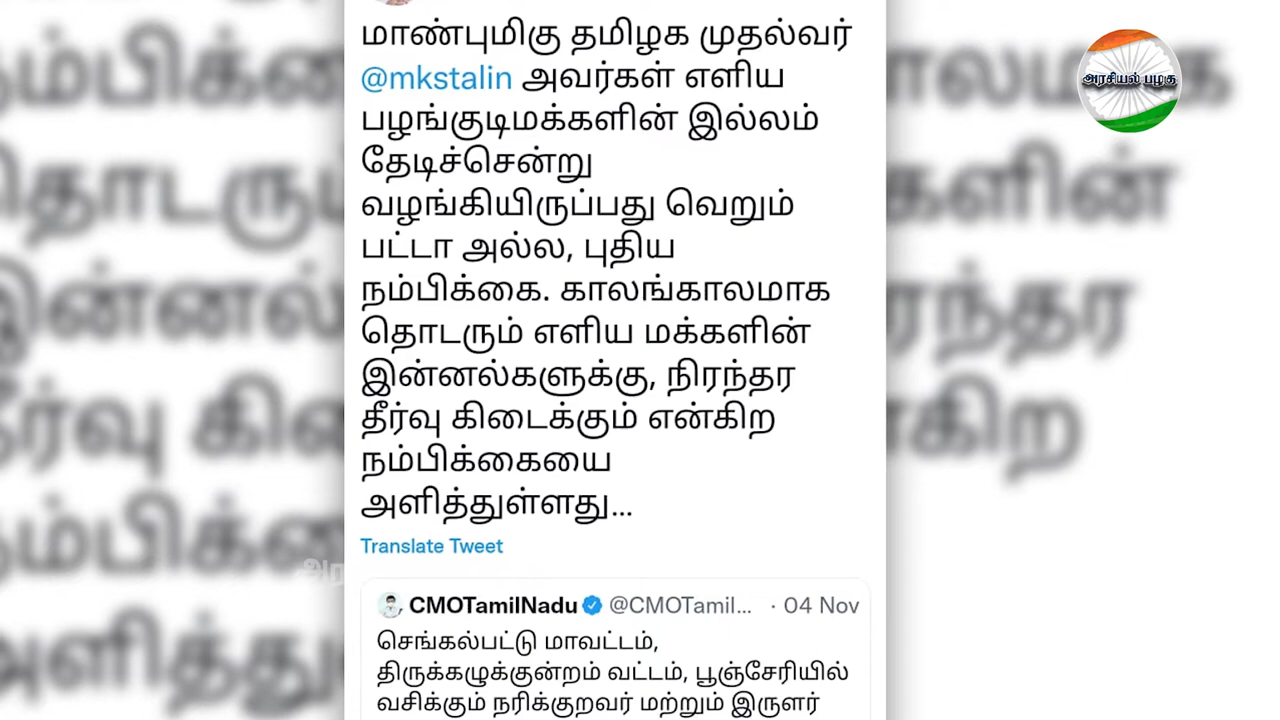 மாண்புமிகு தமிழக முதல்வர்
@mkstalin அவர்கள் எளிய
பழங்குடிமக்களின் இல்லம்
தேடிச்சென்று
வழங்கியிருப்பது வெறும்
பட்டா அல்ல, புதிய
நம்பிக்கை. காலங்காலமாக
தொடரும் எளிய மக்களின்
இன்னல்களுக்கு, நிரந்தர
தீர்வு கிடைக்கும் என்கிற
நம்பிக்கையை
அளித்துள்ளது...
Translate Tweet
CMOTamilNadu @CMOTamil... · 04 Nov
செங்கல்பட்டு மாவட்டம்,
திருக்கழுக்குன்றம் வட்டம், பூஞ்சேரியில்
வசிக்கும் நரிக்குறவர் மற்றும் இருளர்
அரசியல் பழகு